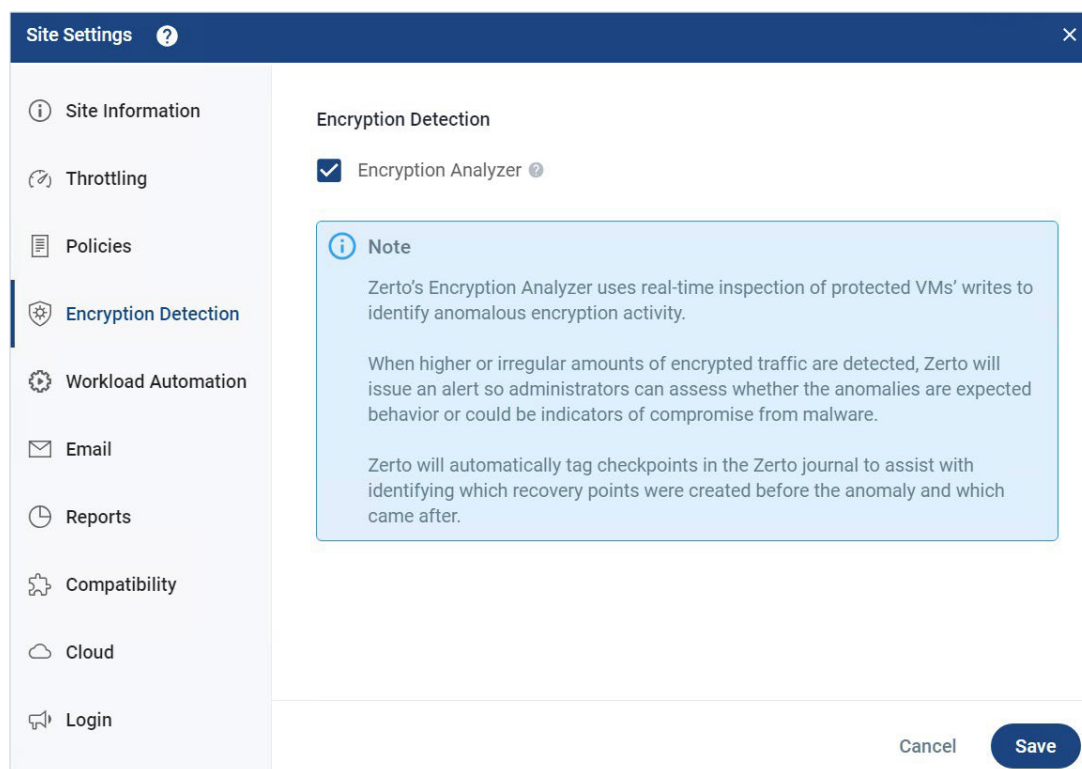 Site Settings
Site Information
Throttling
Policies
Encryption Detection
Workload Automation
Email
Reports
Compatibility
Cloud
Login
Encryption Detection
Encryption Analyzer
Note
Zerto’s Encryption Analyzer uses real-time inspection of protected VMs’ writes to
identify anomalous encryption activity.
When higher or irregular amounts of encrypted traffic are detected, Zerto will
issue an alert so administrators can assess whether the anomalies are expected
behavior or could be indicators of compromise from malware.
Zerto will automatically tag checkpoints in the Zerto journal to assist with
identifying which recovery points were created before the anomaly and which
came after.
Cancel
Save